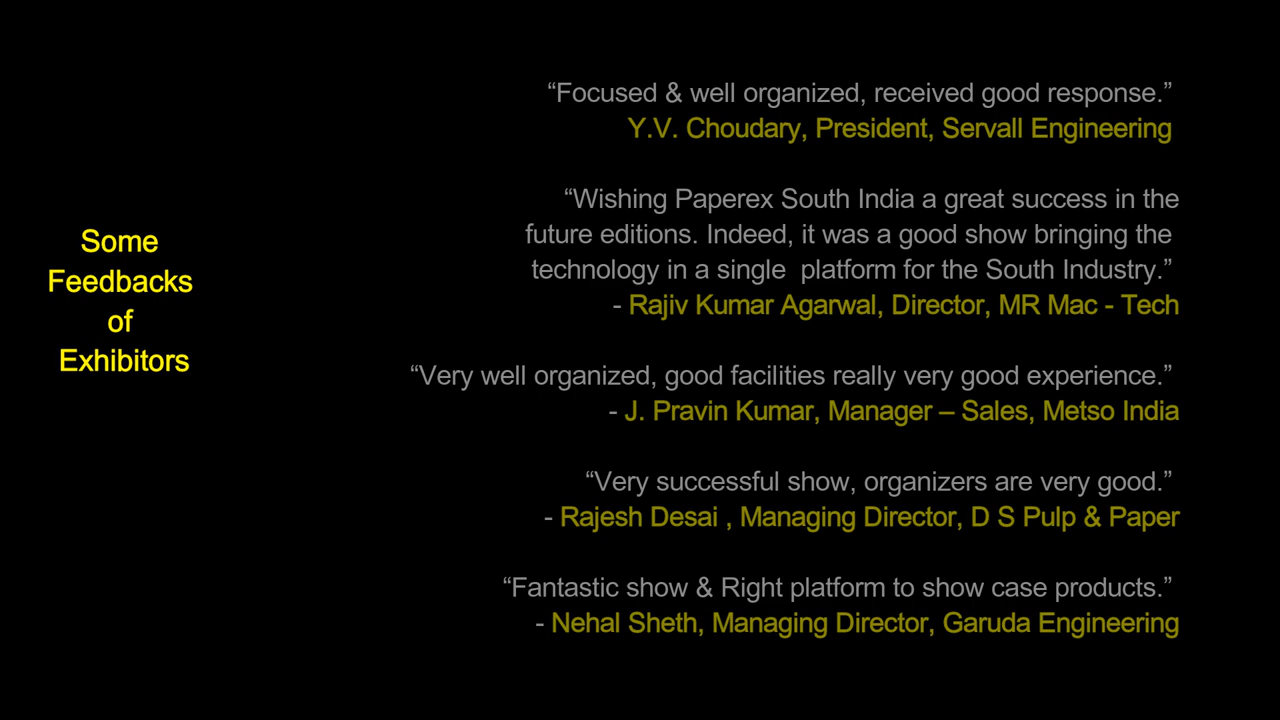 Some
Feedbacks
of
Exhibitors
“Focused & well organized, received good response.”
Y.V. Choudary, President, Servall Engineering
“Wishing Paperex South India a great success in the
future editions. Indeed, it was a good show bringing the
technology in a single  platform for the South Industry.”
- Rajiv Kumar Agarwal, Director, MR Mac - Tech
“Very well organized, good facilities really very good experience.”
- J. Pravin Kumar, Manager – Sales, Metso India
“Very successful show, organizers are very good.”
- Rajesh Desai , Managing Director, D S Pulp & Paper
“Fantastic show & Right platform to show case products.”
- Nehal Sheth, Managing Director, Garuda Engineering